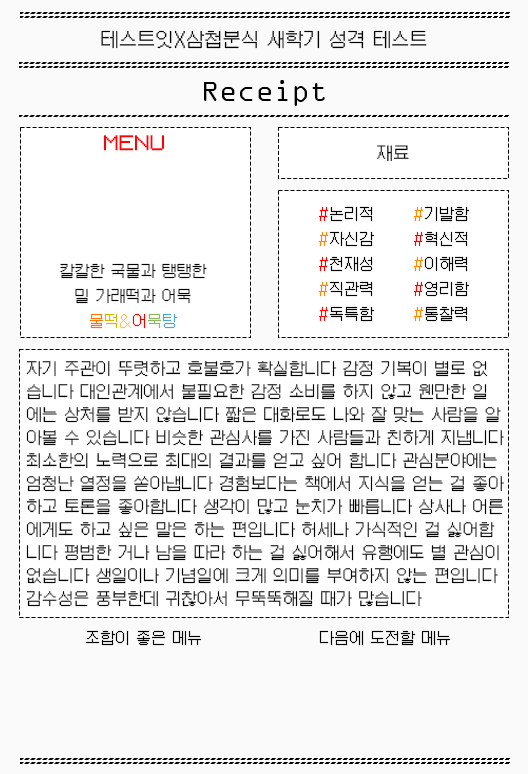 테스트잇X삼첩분식 새학기 성격 테스트
Receipt
MENU
칼칼한 국물과 탱탱한
밀 가래떡과 어묵
물떡&어묵탕
재료
#논리적 #기발함
#자신감 #혁신적
#천재성 #이해력
#직관력 #영리함
#독특함 #통찰력
자기 주관이 뚜렷하고 호불호가 확실합니다 감정 기복이 별로 없
습니다 대인관계에서 불필요한 감정 소비를 하지 않고 웬만한 일
에는 상처를 받지 않습니다 짧은 대화로도 나와 잘 맞는 사람을 알
아볼 수 있습니다 비슷한 관심사를 가진 사람들과 친하게 지냅니다
최소한의 노력으로 최대의 결과를 얻고 싶어 합니다 관심분야에는
엄청난 열정을 쏟아냅니다 경험보다는 책에서 지식을 얻는 걸 좋아
하고 토론을 좋아합니다 생각이 많고 눈치가 빠릅니다 상사나 어른
에게도 하고 싶은 말은 하는 편입니다 허세나 가식적인 걸 싫어합
니다 평범한 거나 남을 따라 하는 걸 싫어해서 유행에도 별 관심이
없습니다 생일이나 기념일에 크게 의미를 부여하지 않는 편입니다
감수성은 풍부한데 귀찮아서 무뚝뚝해질 때가 많습니다
조합이 좋은 메뉴 다음에 도전할 메뉴